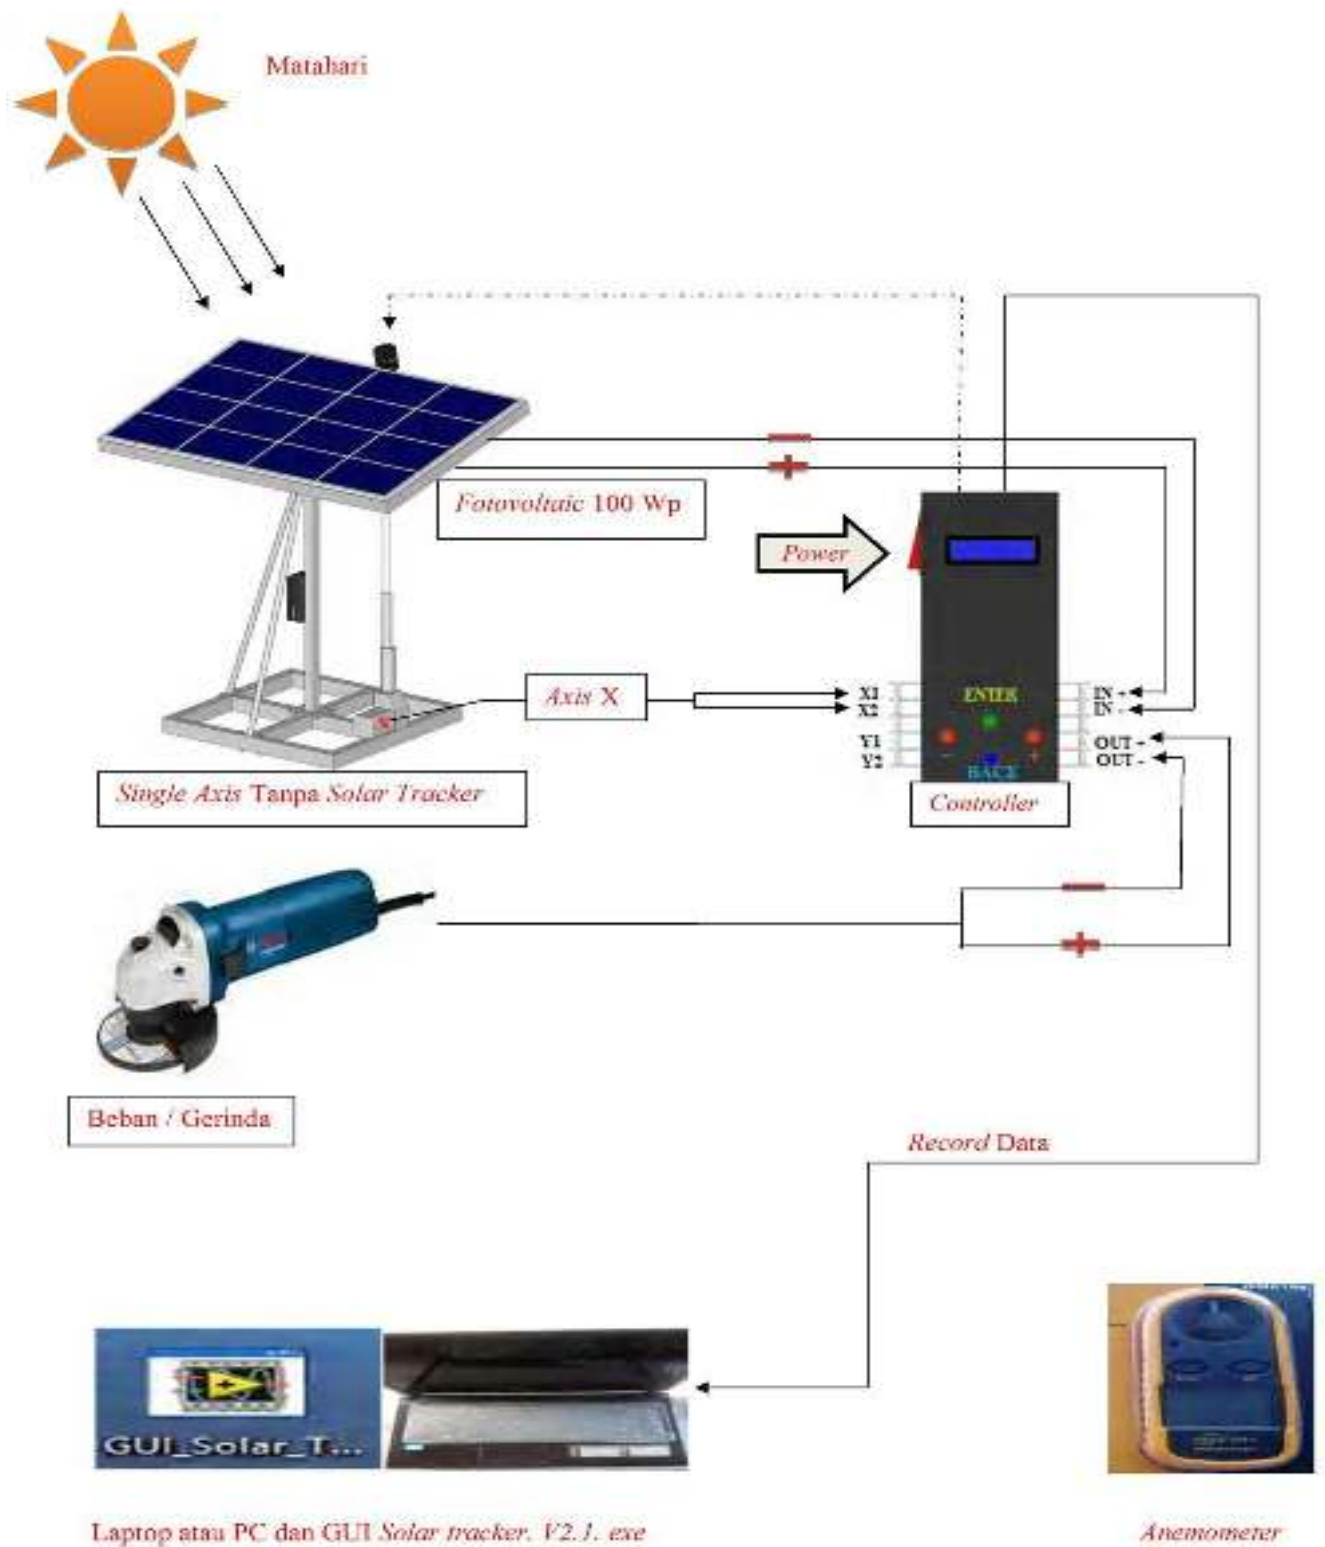 Matahari
Fotovoltaic 100 Wp
Power
Axis X
X1
X2
Y1
Y2
ENTER
BACK
IN +
IN -
OUT +
OUT -
- +
Single Axis Tanpa Solar Tracker
Controller
Beban / Gerinda
Record Data
GUI_Solar_T...
Laptop atau PC dan GUI Solar tracker. V2.1. exe
Anemometer